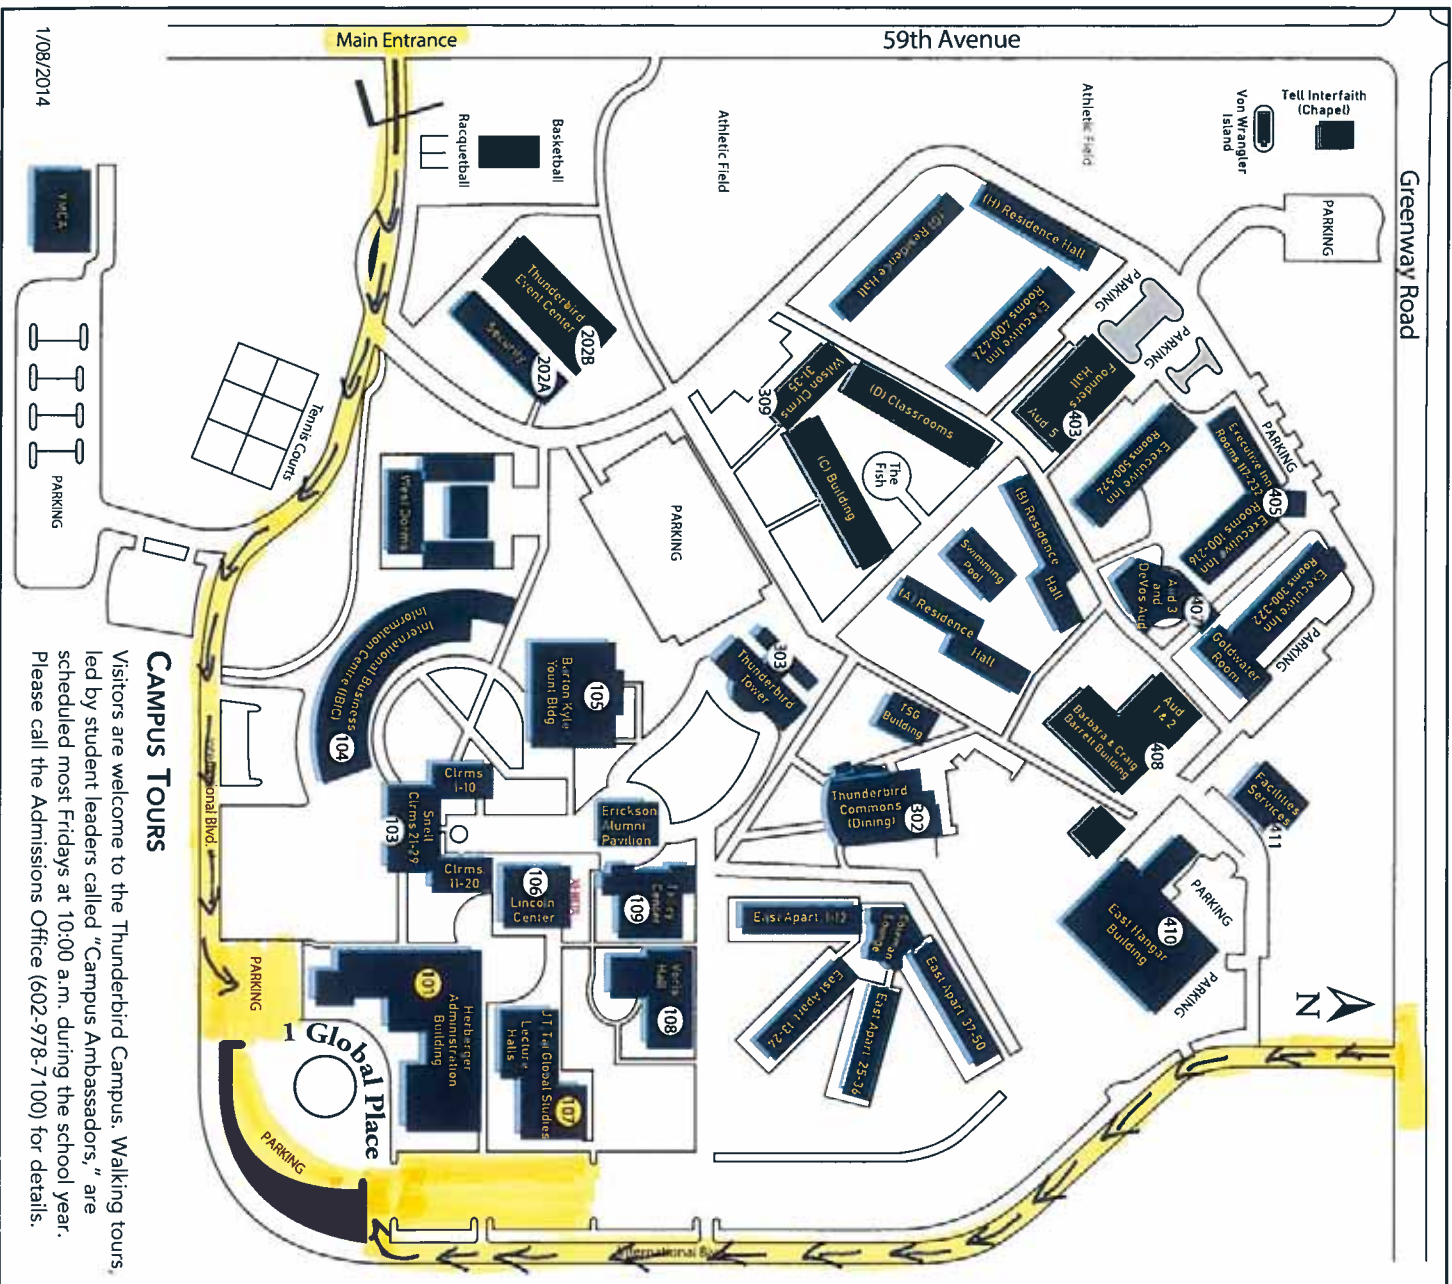 Main Entrance
59th Avenue
Greenway Road
1/08/2014
Tell Interfaith
(Chapel)
Von Wrangler
Island
Athletic Field
Athletic Field
PARKING
Basketball
Racquetball
YMCA
PARKING
Tennis Courts
Thunderbird
Event Center
202B
Security
202A
(H) Residence Hall
(G) Residence Hall
Executive Inn
Rooms 400-424
PARKING
PARKING
Founders
Hall
Aud 5
403
Wilson Clrms
31-35
309
(D) Classrooms
(C) Building
The
Fish
Executive Inn
Rooms 500-524
Executive Inn
Rooms 117-232
PARKING
405
Executive Inn
Rooms 100-216
Executive Inn
Rooms 300-322
PARKING
Goldwater
Room
407
Aud 3
and
DeVos Aud
(B) Residence
Hall
Swimming
Pool
(A) Residence
Hall
PARKING
West Dorms
International Business
Information Centre (IBIC)
104
Barton Kyle
Yount Bldg
105
303
Thunderbird
Tower
TSG
Building
Aud
1 & 2
Barbara & Craig
Barrett Building
408
Facilities
Services
411
Thunderbird
Commons
(Dining)
302
Clrms
1-10
Snell
Clrms 21-29
103
Clrms
11-20
Erickson
Alumni
Pavilion
106
Lincoln
Center
109
Center
Voris
Hall
108
East Apart 1-12
Lounge
East Apart 37-50
East Apart 13-24
East Apart 25-36
PARKING
410
East Hangar
Building
PARKING
N
101
Herberger
Administration
Building
JT Tai Global Studies
Lecture
Halls
107
1 Global Place
PARKING
PARKING
International Blvd.
CAMPUS TOURS
Visitors are welcome to the Thunderbird Campus. Walking tours,
led by student leaders called "Campus Ambassadors," are
scheduled most Fridays at 10:00 a.m. during the school year.
Please call the Admissions Office (602-978-7100) for details.